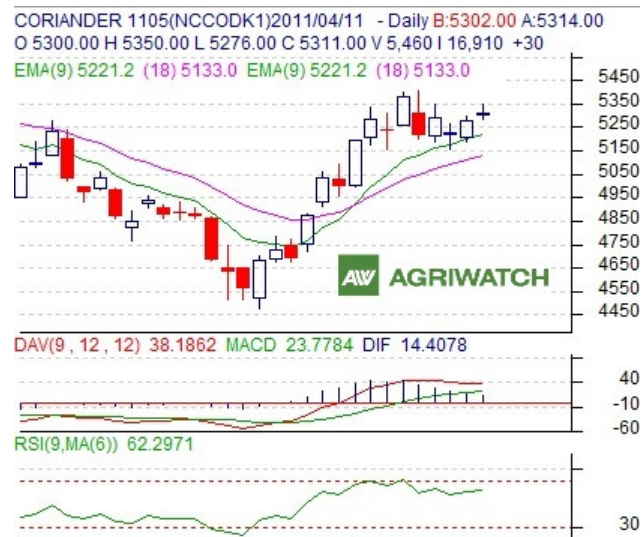 CORIANDER 1105(NCCODK1)2011/04/11 - Daily B:5302.00 A:5314.00
O 5300.00 H 5350.00 L 5276.00 C 5311.00 V 5,460 I 16,910 +30
EMA(9) 5221.2 (18) 5133.0 EMA(9) 5221.2 (18) 5133.0
5450
5350
5250
5150
5050
4950
4850
4750
4650
4550
4450
AW AGRIWATCH
DAV(9 , 12 , 12) 38.1862 MACD 23.7784 DIF 14.4078
40
-10
-60
RSI(9,MA(6)) 62.2971
30